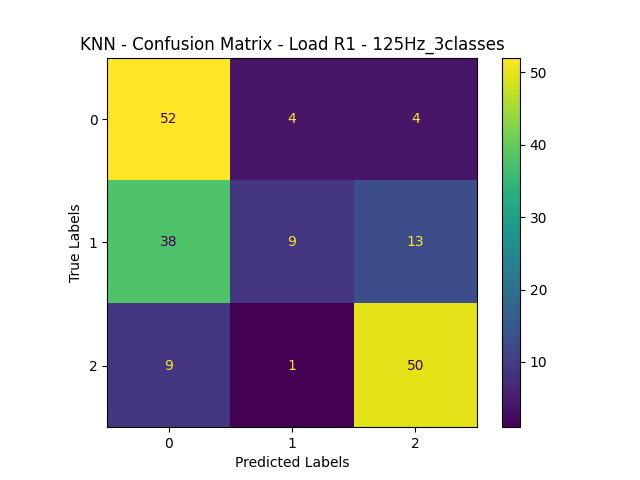 KNN - Confusion Matrix - Load R1 - 125Hz_3classes
True Labels
0
1
2
52 4 4
38 9 13
9 1 50
0 1 2
Predicted Labels
50
40
30
20
10